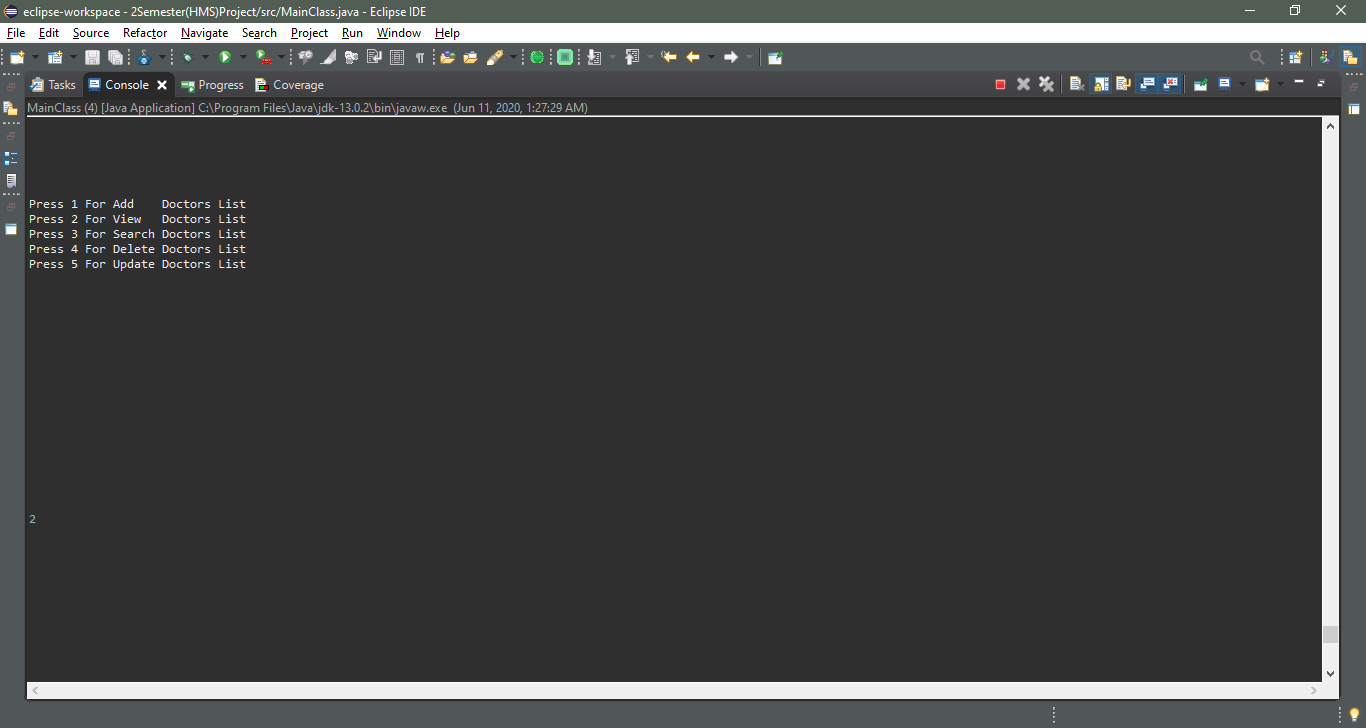 eclipse-workspace - 2Semester(HMS)Project/src/MainClass.java - Eclipse IDE
File Edit Source Refactor Navigate Search Project Run Window Help
Tasks Console Progress Coverage
MainClass (4) [Java Application] C:\Program Files\Java\jdk-13.0.2\bin\javaw.exe (Jun 11, 2020, 1:27:29 AM)
Press 1 For Add    Doctors List
Press 2 For View   Doctors List
Press 3 For Search Doctors List
Press 4 For Delete Doctors List
Press 5 For Update Doctors List
2